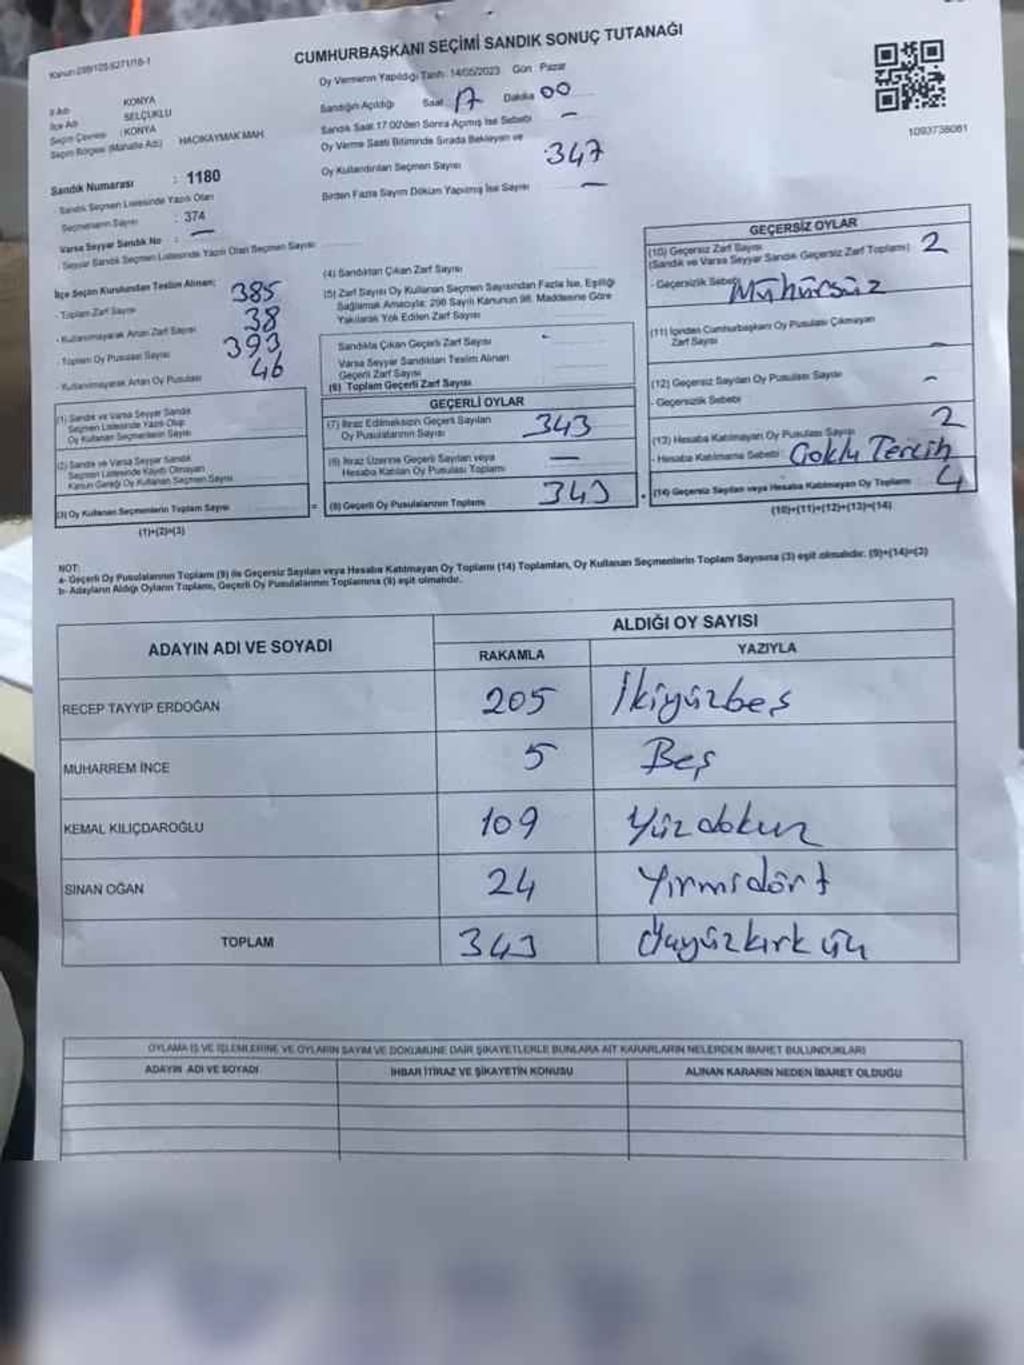 CUMHURBAŞKANI SEÇİMİ SANDIK SONUÇ TUTANAĞI
Oy Vermenin Yapıldığı Tarih: 14/05/2023 Gün: Pazar
İl Adı KONYA
İlçe Adı SELÇUKLU
Seçim Çevresi : KONYA
Seçim Bölgesi (Mahalle Adı) HACIKAYMAK MAH.
Sandık Numarası : 1180
Sandık Seçmen Listesinde Yazılı Olan
Seçmenlerin Sayısı : 374
Varsa Seyyar Sandık No : —
Seyyar Sandık Seçmen Listesinde Yazılı Olan Seçmen Sayısı
Sandığın Açıldığı Saat 17 Dakika 00
Sandık Saat 17:00'den Sonra Açılmış İse Sebebi —
Oy Verme Saati Bitiminde Sırada Bekleyen ve
Oy Kullandırılan Seçmen Sayısı 347
Birden Fazla Sayım Döküm Yapılmış İse Sayısı —
1093738061
İlçe Seçim Kurulundan Teslim Alınan;
- Toplam Zarf Sayısı 385
- Kullanılmayarak Artan Zarf Sayısı 38
- Toplam Oy Pusulası Sayısı 393
- Kullanılmayarak Artan Oy Pusulası 46
(1) Sandık ve Varsa Seyyar Sandık
Seçmen Listesinde Yazılı Olup
Oy Kullanan Seçmenlerin Sayısı
(2) Sandık ve Varsa Seyyar Sandık
Seçmen Listesinde Kaydı Olmayan
Kanun Gereği Oy Kullanan Seçmen Sayısı
(3) Oy Kullanan Seçmenlerin Toplam Sayısı =
(1)+(2)=(3)
(4) Sandıktan Çıkan Zarf Sayısı
(5) Zarf Sayısı Oy Kullanan Seçmen Sayısından Fazla İse, Eşitliği
Sağlamak Amacıyla; 298 Sayılı Kanunun 98. Maddesine Göre
Yakılarak Yok Edilen Zarf Sayısı
Sandıkta Çıkan Geçerli Zarf Sayısı
Varsa Seyyar Sandıktan Teslim Alınan
Geçerli Zarf Sayısı
(6) Toplam Geçerli Zarf Sayısı
GEÇERLİ OYLAR
(7) İtiraz Edilmeksizin Geçerli Sayılan
Oy Pusulalarının Sayısı 343
(8) İtiraz Üzerine Geçerli Sayılan veya
Hesaba Katılan Oy Pusulası Toplamı —
(9) Geçerli Oy Pusulalarının Toplamı 343
GEÇERSİZ OYLAR
(10) Geçersiz Zarf Sayısı
(Sandık ve Varsa Seyyar Sandık Geçersiz Zarf Toplamı) 2
- Geçersizlik Sebebi Mühürsüz
(11) İçinden Cumhurbaşkanı Oy Pusulası Çıkmayan
Zarf Sayısı —
(12) Geçersiz Sayılan Oy Pusulası Sayısı —
- Geçersizlik Sebebi
(13) Hesaba Katılmayan Oy Pusulası Sayısı 2
- Hesaba Katılmama Sebebi Çoklu Tercih
(14) Geçersiz Sayılan veya Hesaba Katılmayan Oy Toplamı 4
(10)+(11)+(12)+(13)=(14)
NOT:
a- Geçerli Oy Pusulalarının Toplamı (9) ile Geçersiz Sayılan veya Hesaba Katılmayan Oy Toplamı (14) Toplamları, Oy Kullanan Seçmenlerin Toplam Sayısına (3) eşit olmalıdır. (9)+(14)=(3)
b- Adayların Aldığı Oyların Toplamı, Geçerli Oy Pusulalarının Toplamına (9) eşit olmalıdır.
ADAYIN ADI VE SOYADI
ALDIĞI OY SAYISI
RAKAMLA YAZIYLA
RECEP TAYYİP ERDOĞAN 205 İkiyüzbeş
MUHARREM İNCE 5 Beş
KEMAL KILIÇDAROĞLU 109 Yüzdokuz
SİNAN OĞAN 24 Yirmidört
TOPLAM 343 Üçyüzkırküç
OYLAMA İŞ VE İŞLEMLERİNE VE OYLARIN SAYIM VE DÖKÜMÜNE DAİR ŞİKAYETLERLE BUNLARA AİT KARARLARIN NELERDEN İBARET BULUNDUKLARI
ADAYIN ADI VE SOYADI İHBAR İTİRAZ VE ŞİKAYETİN KONUSU ALINAN KARARIN NEDEN İBARET OLDUĞU